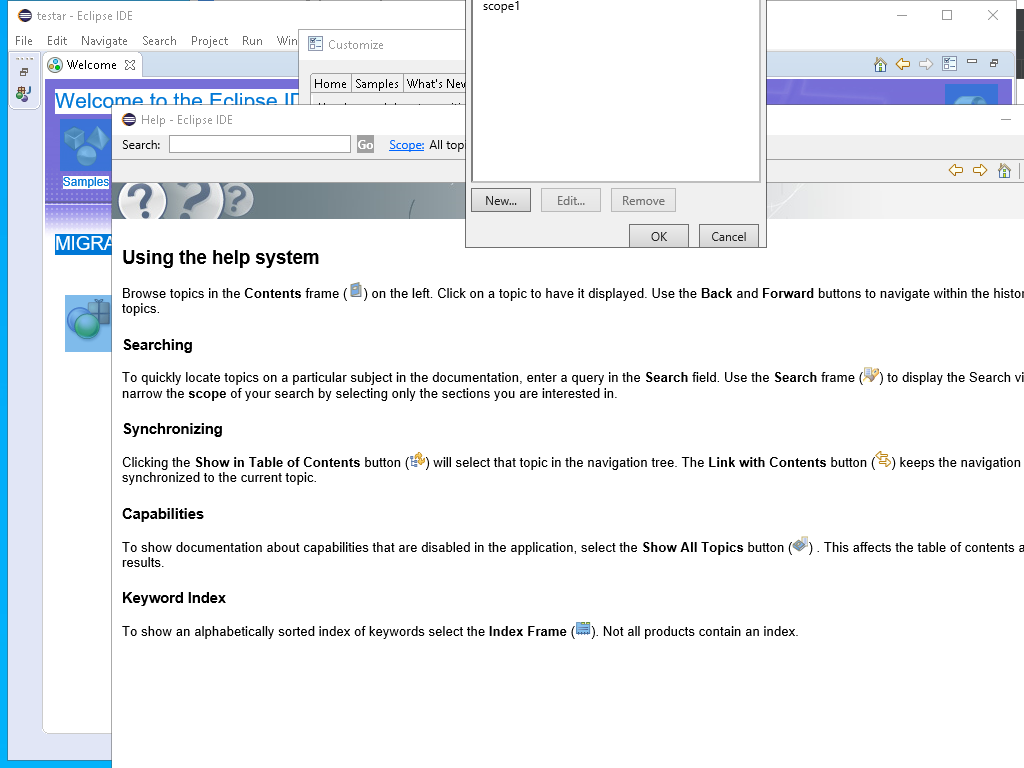 testar - Eclipse IDE
File Edit Navigate Search Project Run Win
Customize
Welcome
Home Samples What's New
Welcome to the Eclipse ID
Samples
MIGRA
scope1
New... Edit... Remove
OK Cancel
Help - Eclipse IDE
Search: Go Scope: All top
Using the help system
Browse topics in the Contents frame ( ) on the left. Click on a topic to have it displayed. Use the Back and Forward buttons to navigate within the histor
topics.
Searching
To quickly locate topics on a particular subject in the documentation, enter a query in the Search field. Use the Search frame ( ) to display the Search vi
narrow the scope of your search by selecting only the sections you are interested in.
Synchronizing
Clicking the Show in Table of Contents button ( ) will select that topic in the navigation tree. The Link with Contents button ( ) keeps the navigation
synchronized to the current topic.
Capabilities
To show documentation about capabilities that are disabled in the application, select the Show All Topics button ( ) . This affects the table of contents a
results.
Keyword Index
To show an alphabetically sorted index of keywords select the Index Frame ( ). Not all products contain an index.